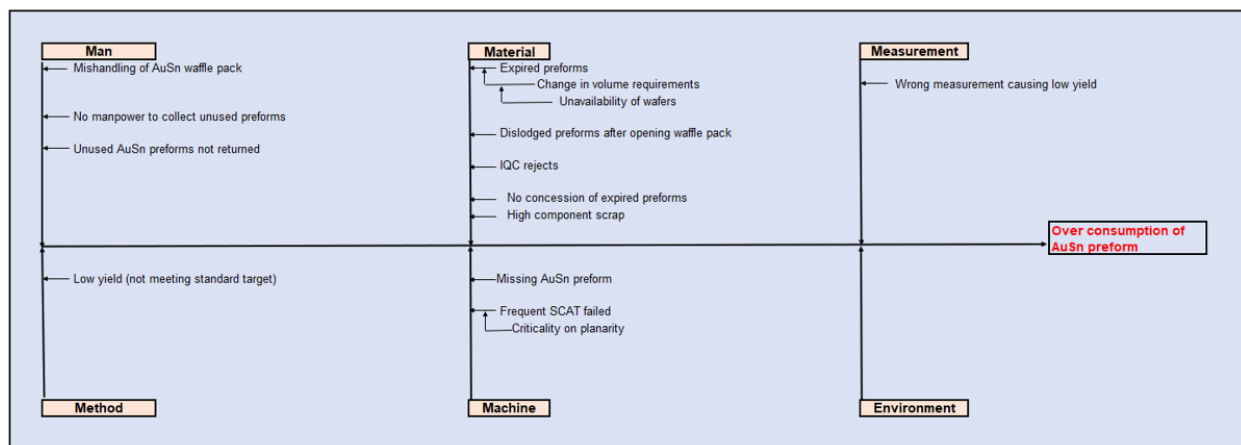 Man
Mishandling of AuSn waffle pack
No manpower to collect unused preforms
Unused AuSn preforms not returned
Material
Expired preforms
Change in volume requirements
Unavailability of wafers
Dislodged preforms after opening waffle pack
IQC rejects
No concession of expired preforms
High component scrap
Measurement
Wrong measurement causing low yield
Over consumption of
AuSn preform
Low yield (not meeting standard target)
Method
Missing AuSn preform
Frequent SCAT failed
Criticality on planarity
Machine
Environment